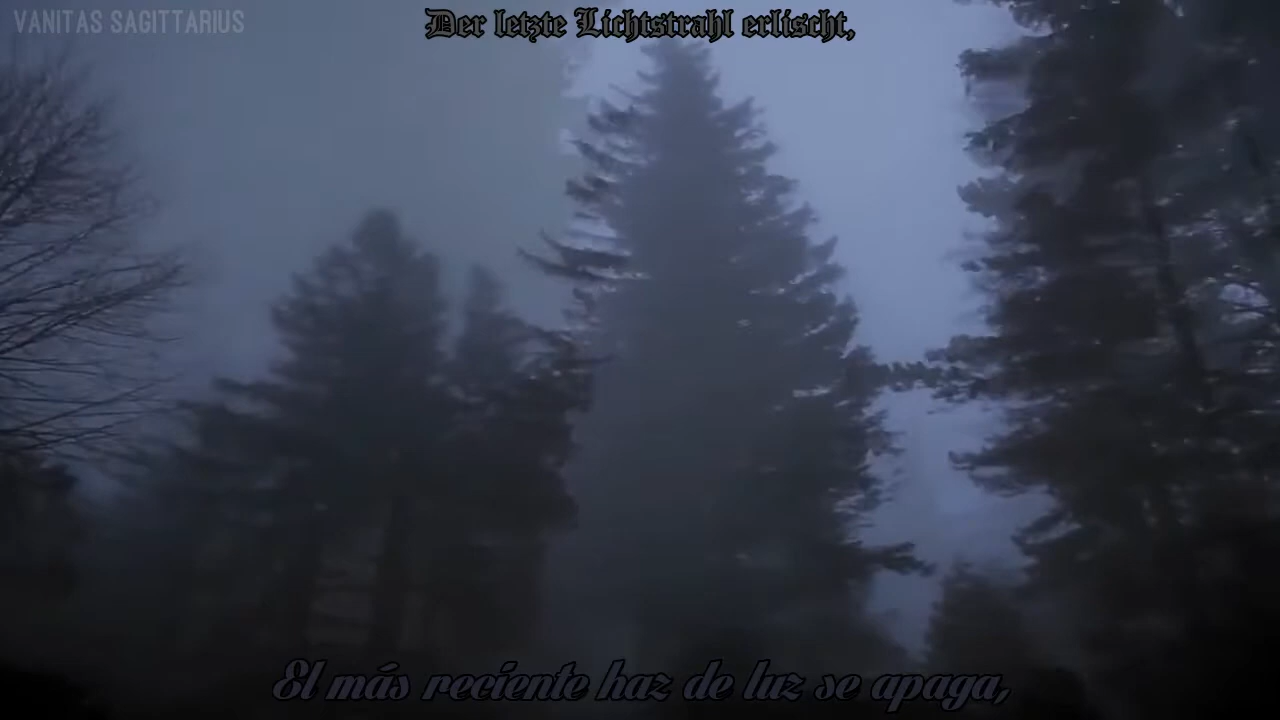 VANITAS SAGITTARIUS
Der letzte Lichtstrahl erlischt,
El más reciente haz de luz se apaga,